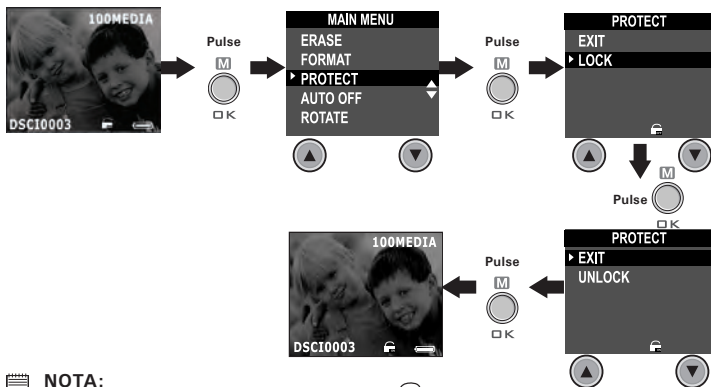 100MEDIA
DSCI0003
Pulse
M
OK
MAIN MENU
ERASE
FORMAT
PROTECT
AUTO OFF
ROTATE
Pulse
M
OK
PROTECT
EXIT
LOCK
Pulse
M
OK
PROTECT
EXIT
UNLOCK
Pulse
M
OK
100MEDIA
DSCI0003
NOTA: